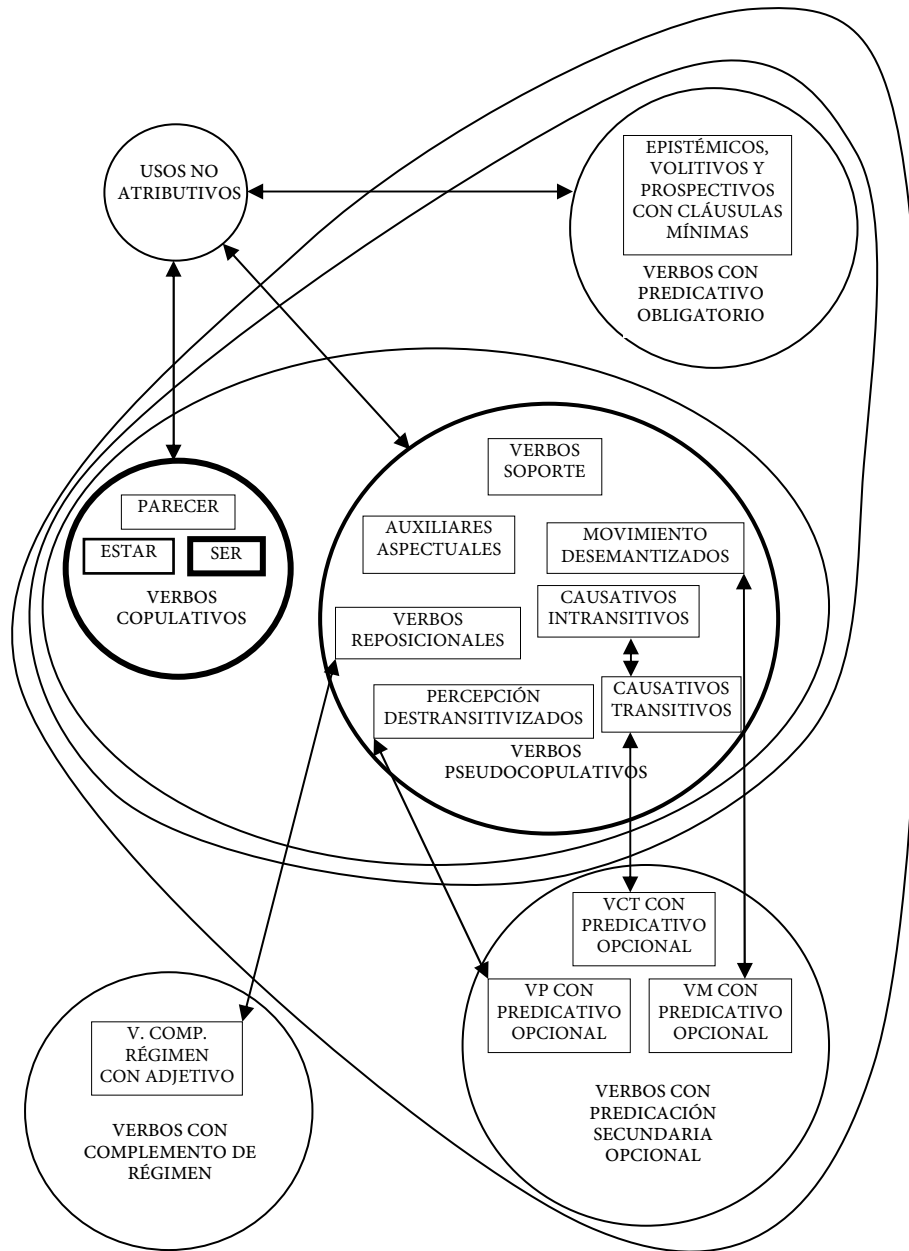 USOS NO
ATRIBUTIVOS
EPISTÉMICOS,
VOLITIVOS Y
PROSPECTIVOS
CON CLÁUSULAS
MÍNIMAS
VERBOS CON
PREDICATIVO
OBLIGATORIO
PARECER
ESTAR
SER
VERBOS
COPULATIVOS
VERBOS
SOPORTE
AUXILIARES
ASPECTUALES
MOVIMIENTO
DESEMANTIZADOS
VERBOS
REPOSICIONALES
CAUSATIVOS
INTRANSITIVOS
PERCEPCIÓN
DESTRANSITIVIZADOS
CAUSATIVOS
TRANSITIVOS
VERBOS
PSEUDOCOPULATIVOS
VCT CON
PREDICATIVO
OPCIONAL
VP CON
PREDICATIVO
OPCIONAL
VM CON
PREDICATIVO
OPCIONAL
VERBOS CON
PREDICACIÓN
SECUNDARIA
OPCIONAL
V. COMP.
RÉGIMEN
CON ADJETIVO
VERBOS CON
COMPLEMENTO DE
RÉGIMEN